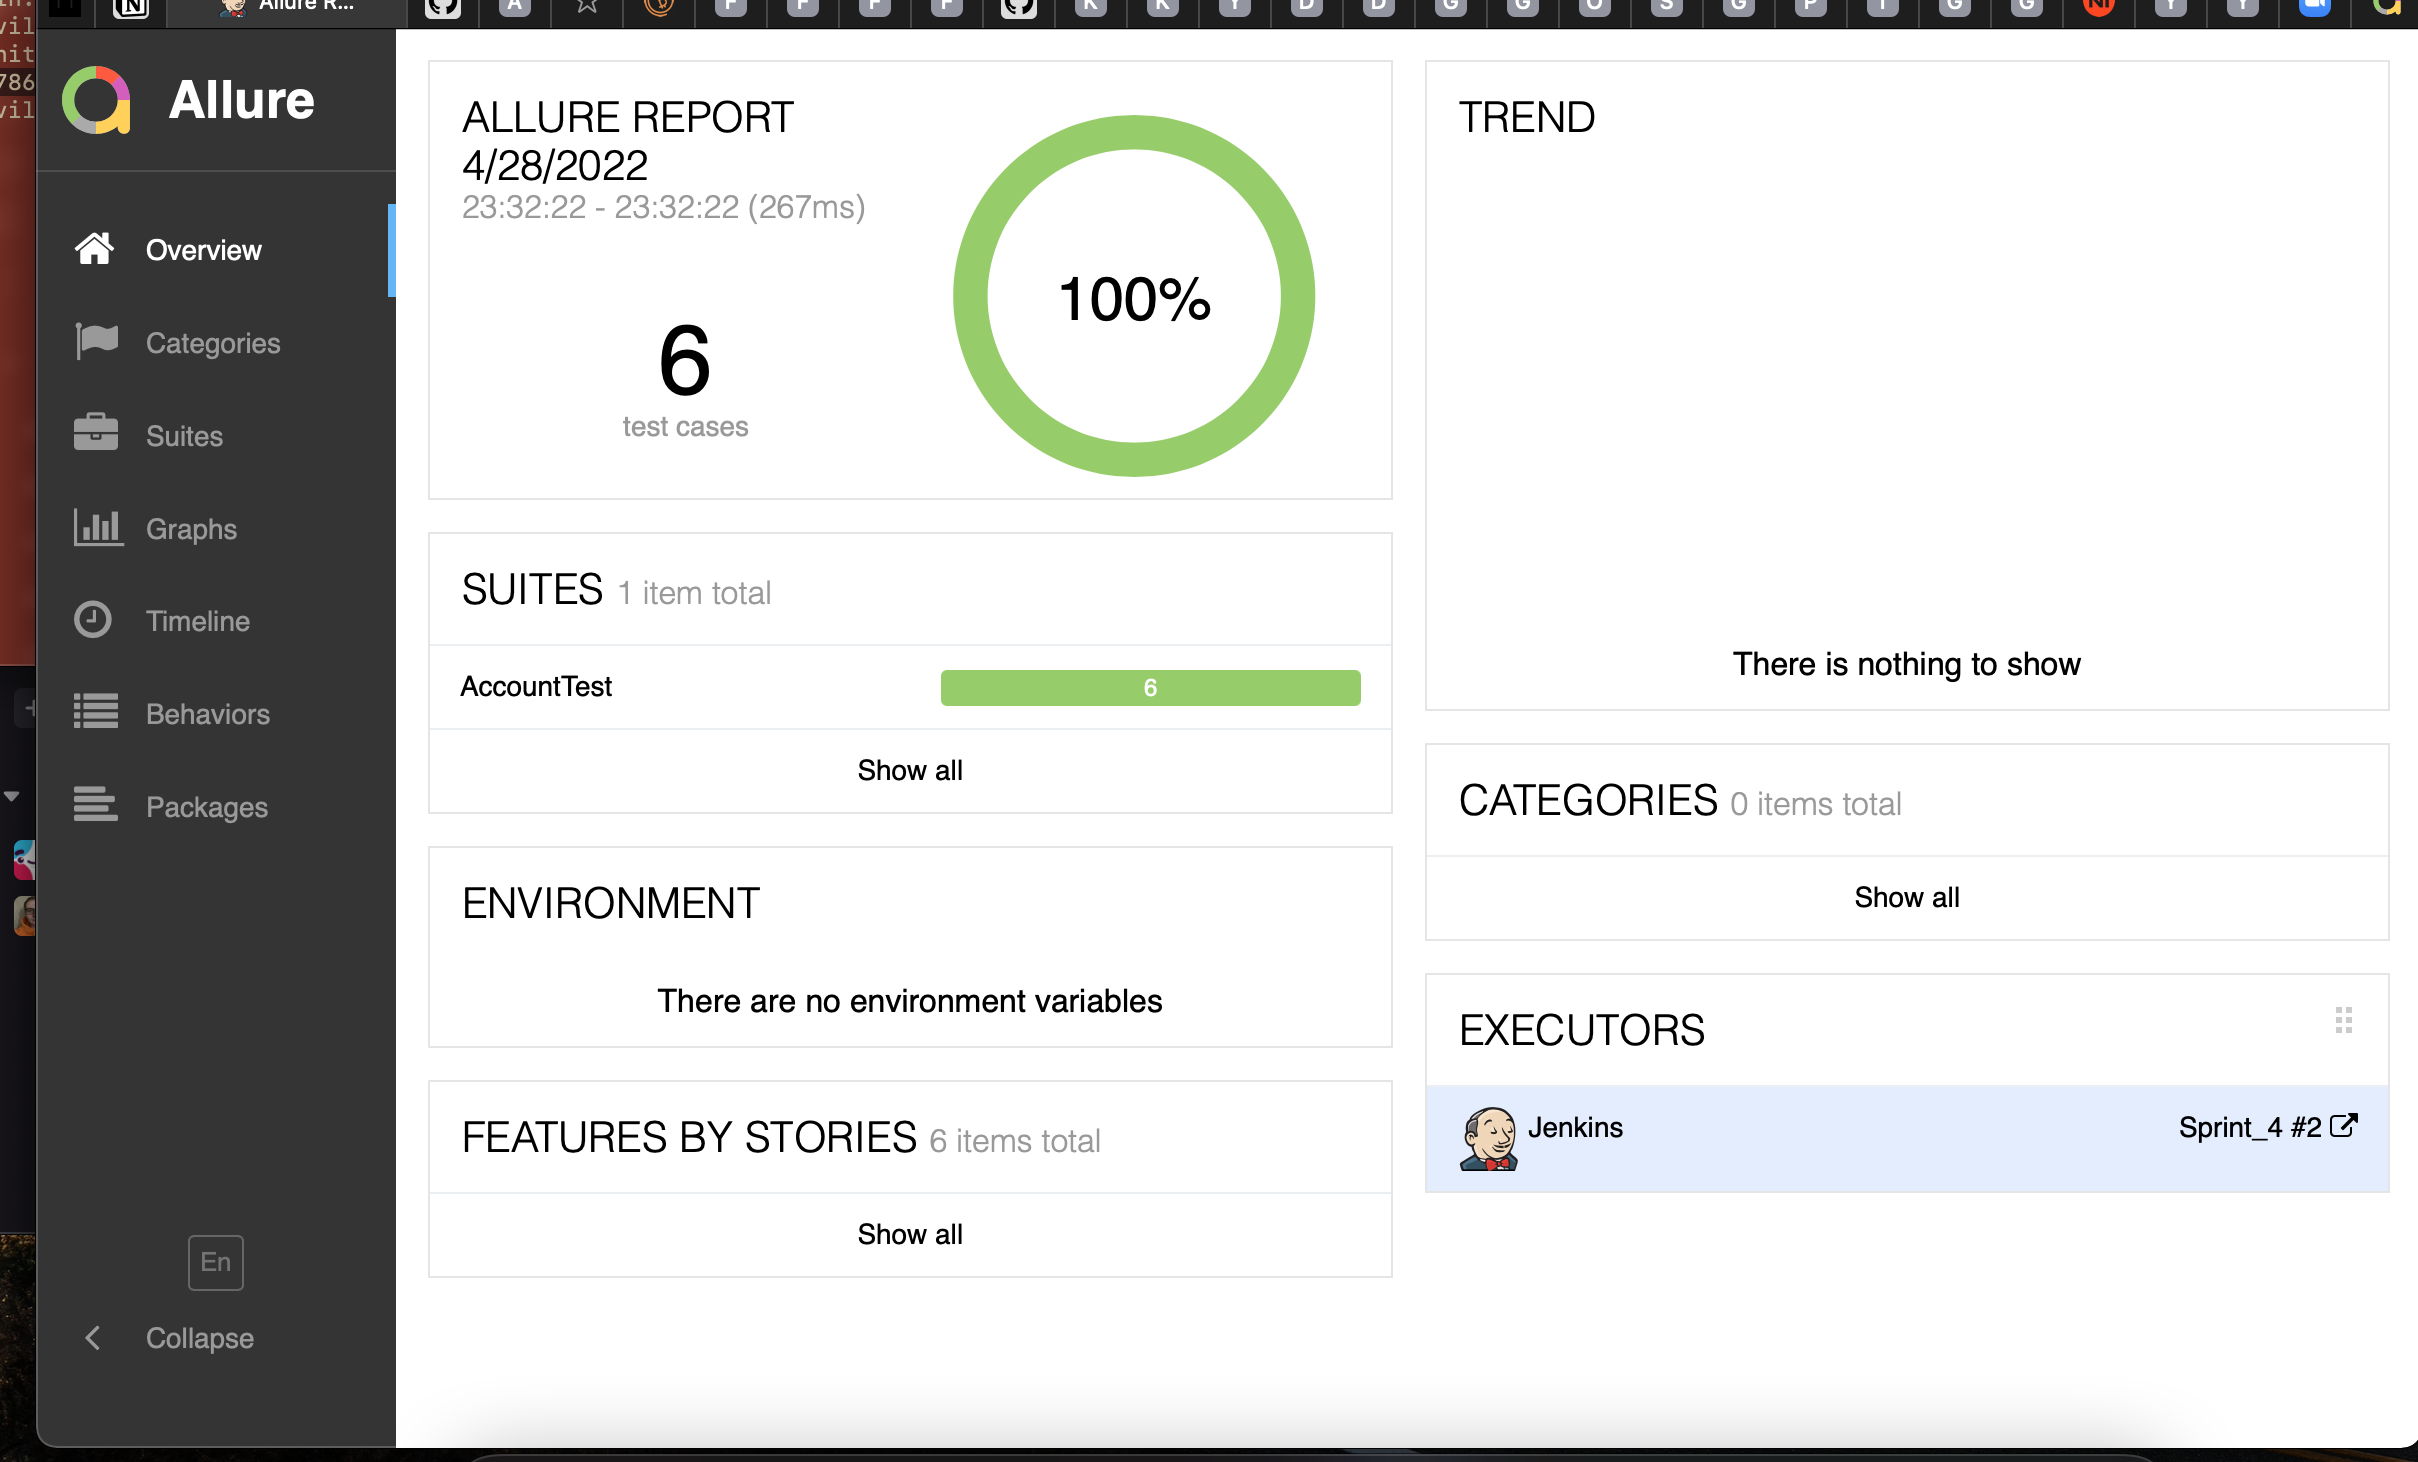 Allure R...
Allure
Overview
Categories
Suites
Graphs
Timeline
Behaviors
Packages
En
Collapse
ALLURE REPORT
4/28/2022
23:32:22 - 23:32:22 (267ms)
6
test cases
100%
SUITES 1 item total
AccountTest 6
Show all
ENVIRONMENT
There are no environment variables
FEATURES BY STORIES 6 items total
Show all
TREND
There is nothing to show
CATEGORIES 0 items total
Show all
EXECUTORS
Jenkins Sprint_4 #2